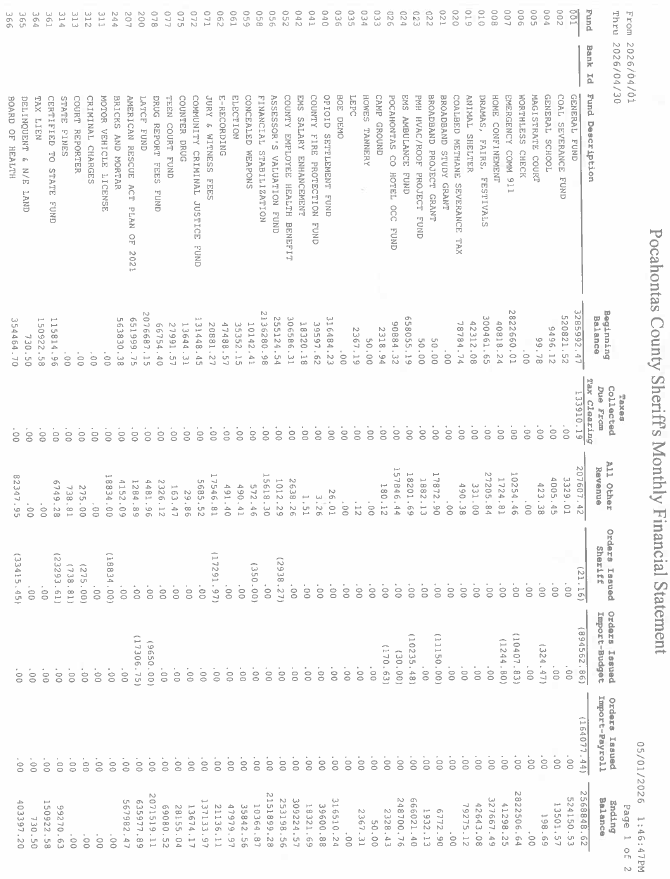 Pocahontas County Sheriff's Monthly Financial Statement
From 2026/04/01 05/01/2026 1:46:47PM
Thru 2026/04/30 Page 1 of 2
Fund Bank Id Fund Description Beginning Balance Taxes Collected Due From Tax Clearing All Other Revenue Orders Issued Sheriff Orders Issued Import-Budget Orders Issued Import-Payroll Ending Balance
001 GENERAL FUND 3285992.47 133910.19 207607.42 (21.16) (894562.86) (164077.44) 2568848.62
002 COAL SEVERANCE FUND 520821.52 .00 3329.01 .00 .00 .00 524150.53
004 GENERAL SCHOOL 9496.12 .00 4005.45 .00 .00 .00 13501.57
005 MAGISTRATE COURT 99.78 .00 423.38 .00 (324.47) .00 198.69
006 WORTHLESS CHECK .00 .00 .00 .00 .00 .00 .00
007 EMERGENCY COMM 911 2822660.01 .00 10254.46 .00 (10407.83) .00 2822506.64
008 HOME CONFINEMENT 40818.24 .00 1724.81 .00 (1244.80) .00 41298.25
010 DRAMAS, FAIRS, FESTIVALS 300461.65 .00 27205.84 .00 .00 .00 327667.49
019 ANIMAL SHELTER 42312.08 .00 331.00 .00 .00 .00 42643.08
020 COALBED METHANE SEVERANCE TAX 78784.74 .00 490.38 .00 .00 .00 79275.12
021 BROADBAND STUDY GRANT .00 .00 .00 .00 .00 .00 .00
022 BROADBAND PROJECT GRANT 50.00 .00 17872.90 .00 (11150.00) .00 6772.90
023 PMH HVAC/ROOF PROJECT FUND 50.00 .00 1882.13 .00 .00 .00 1932.13
024 EMS AMBULANCE FUND 658055.19 .00 18201.69 .00 (10235.48) .00 666021.40
026 POCAHONTAS CO HOTEL OCC FUND 90884.32 .00 157846.44 .00 (30.00) .00 248700.76
033 CAMP GROUND 2318.94 .00 180.12 .00 (170.63) .00 2328.43
034 HOWES TANNERY 50.00 .00 .00 .00 .00 .00 50.00
035 LEPC 2367.19 .00 .12 .00 .00 .00 2367.31
036 BOE DEMO .00 .00 .00 .00 .00 .00 .00
040 OPIOID SETTLEMENT FUND 316484.23 .00 26.01 .00 .00 .00 316510.24
041 COUNTY FIRE PROTECTION FUND 39597.62 .00 3.26 .00 .00 .00 39600.88
042 EMS SALARY ENHANCEMENT 18320.18 .00 1.51 .00 .00 .00 18321.69
052 COUNTY EMPLOYEE HEALTH BENEFIT 306586.31 .00 2638.26 .00 .00 .00 309224.57
056 ASSESSOR'S VALUATION FUND 255124.54 .00 1012.29 (2938.27) .00 .00 253198.56
058 FINANCIAL STABILIZATION 2136280.98 .00 15618.30 .00 .00 .00 2151899.28
059 CONCEALED WEAPONS 10142.41 .00 572.46 (350.00) .00 .00 10364.87
061 ELECTION 35352.15 .00 490.41 .00 .00 .00 35842.56
062 E-RECORDING 47488.57 .00 491.40 .00 .00 .00 47979.97
071 JURY & WITNESS FEES 20881.27 .00 17546.81 (17291.97) .00 .00 21136.11
072 COMMUNITY CRIMINAL JUSTICE FUND 131448.45 .00 5685.52 .00 .00 .00 137133.97
075 COUNTER DRUG 13644.31 .00 29.86 .00 .00 .00 13674.17
077 TEEN COURT FUND 27991.57 .00 163.47 .00 .00 .00 28155.04
078 DRUG REPORT FEES FUND 66754.40 .00 2326.12 .00 .00 .00 69080.52
200 LATCF FUND 2076687.15 .00 4481.96 .00 (9650.00) .00 2071519.11
207 AMERICAN RESCUE ACT PLAN OF 2021 651999.75 .00 1284.89 .00 (17306.75) .00 635977.89
244 BRICKS AND MORTAR 563830.38 .00 4152.09 .00 .00 .00 567982.47
311 MOTOR VEHICLE LICENSE .00 .00 18834.00 (18834.00) .00 .00 .00
312 CRIMINAL CHARGES .00 .00 .00 .00 .00 .00 .00
313 COURT REPORTER .00 .00 275.00 (275.00) .00 .00 .00
314 STATE FINES .00 .00 738.81 (738.81) .00 .00 .00
361 CERTIFIED TO STATE FUND 115814.96 .00 6749.28 (23293.61) .00 .00 99270.63
364 TAX LIEN 150922.58 .00 .00 .00 .00 .00 150922.58
365 DELINQUENT & N/E LAND 730.50 .00 .00 .00 .00 .00 730.50
366 BOARD OF HEALTH 354464.70 .00 82347.95 (33415.45) .00 .00 403397.20